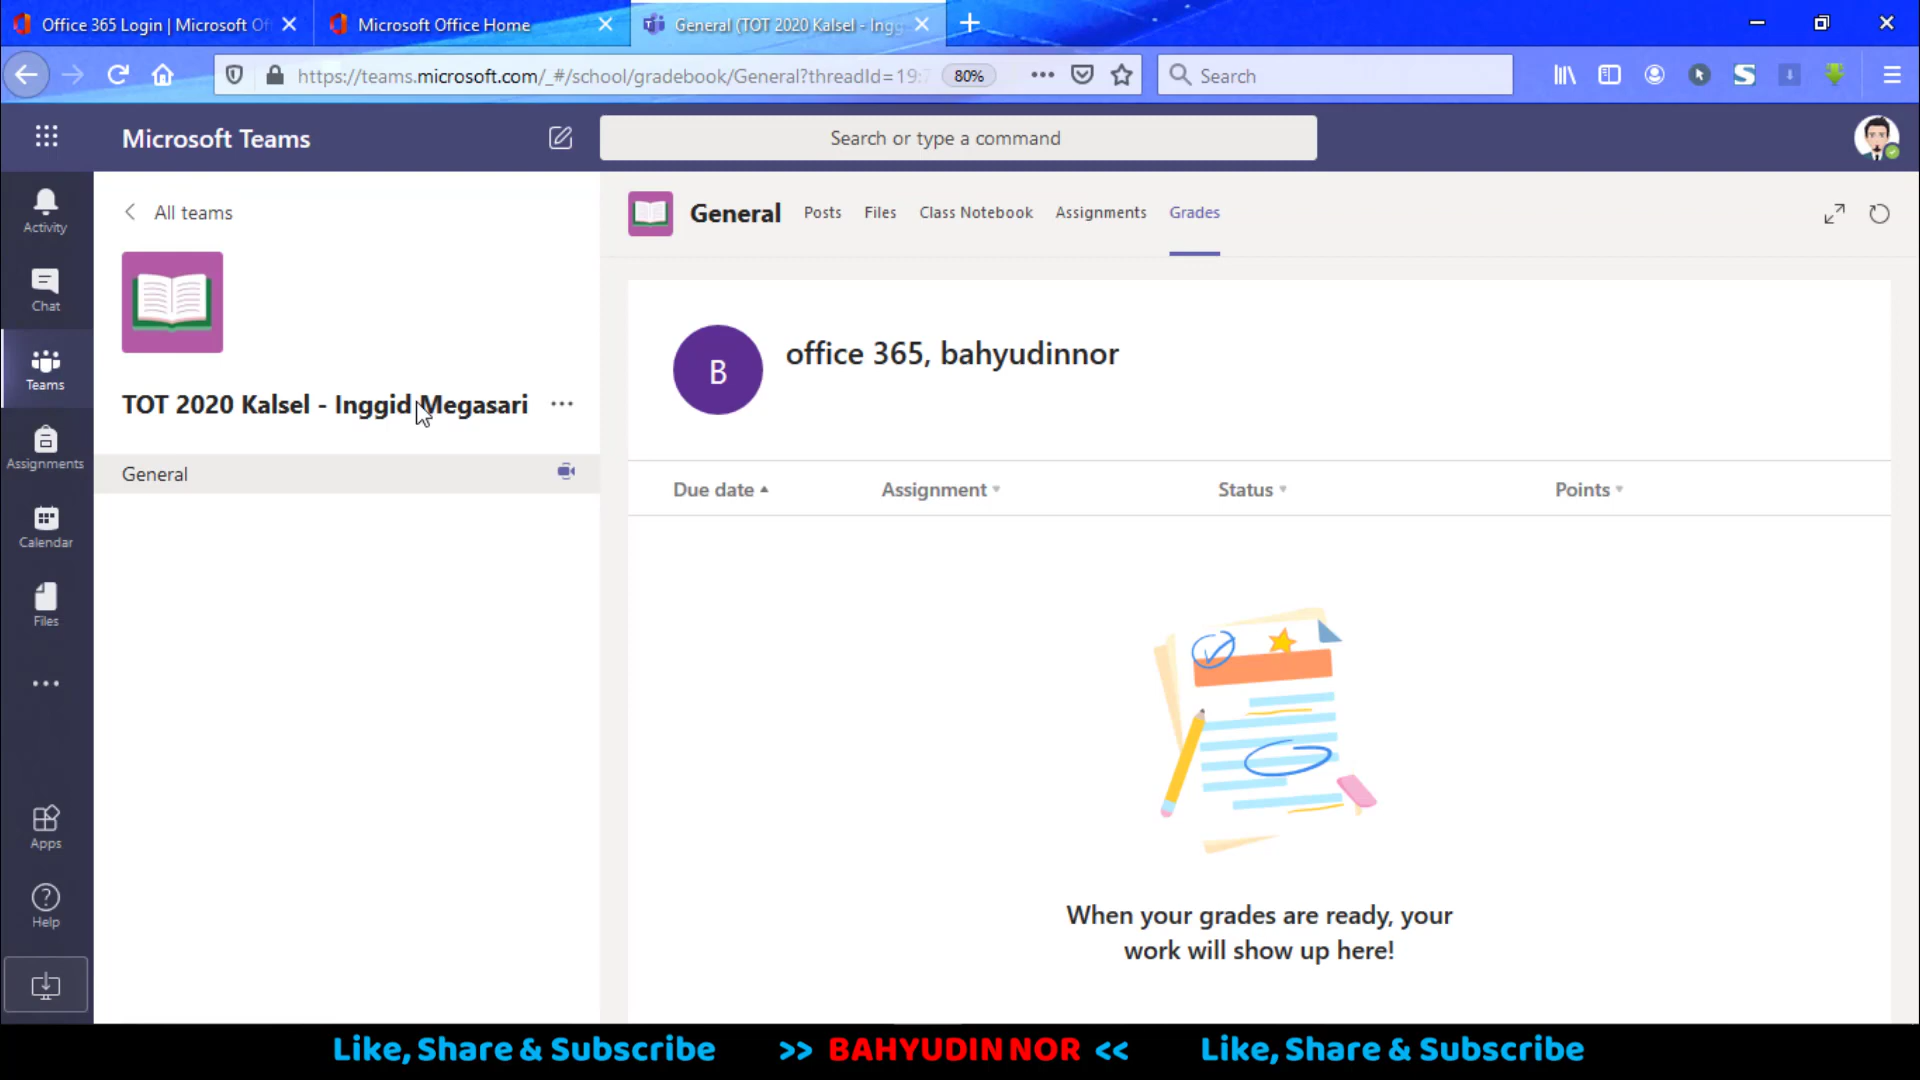 Office 365 Login | Microsoft Of
Microsoft Office Home
General (TOT 2020 Kalsel - Ingg
https://teams.microsoft.com/_#/school/gradebook/General?threadId=19:7
80%
Search
Microsoft Teams
Search or type a command
Activity
Chat
Teams
Assignments
Calendar
Files
Apps
Help
All teams
TOT 2020 Kalsel - Inggid Megasari
General
General
Posts
Files
Class Notebook
Assignments
Grades
B
office 365, bahyudinnor
Due date
Assignment
Status
Points
When your grades are ready, your
work will show up here!
Like, Share & Subscribe >> BAHYUDIN NOR << Like, Share & Subscribe